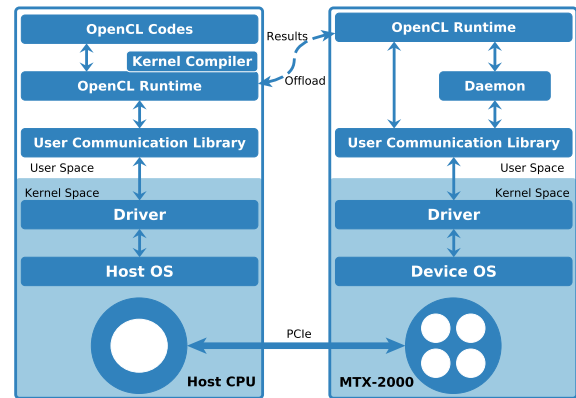 OpenCL Codes
Kernel Compiler
OpenCL Runtime
User Communication Library
User Space
Kernel Space
Driver
Host OS
Host CPU
Results
Offload
PCIe
OpenCL Runtime
Daemon
User Communication Library
User Space
Kernel Space
Driver
Device OS
MTX-2000